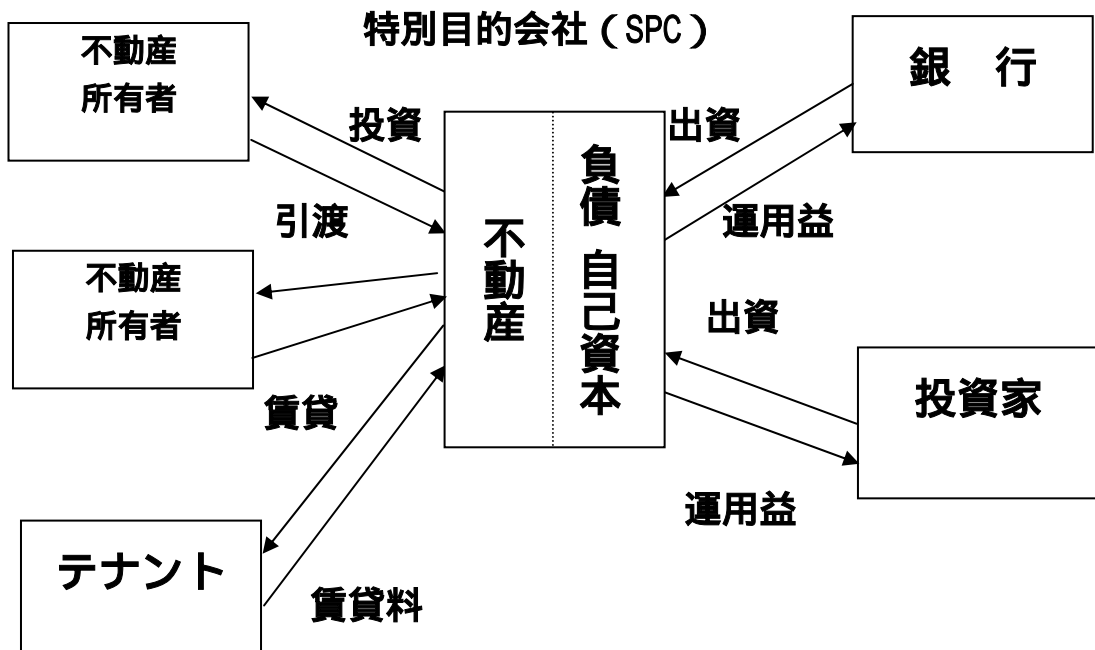 特別目的会社(SPC)
不動産
所有者
投資
引渡
不動産
所有者
賃貸
テナント
賃貸料
不動産
負債 自己資本
出資
銀 行
運用益
出資
投資家
運用益